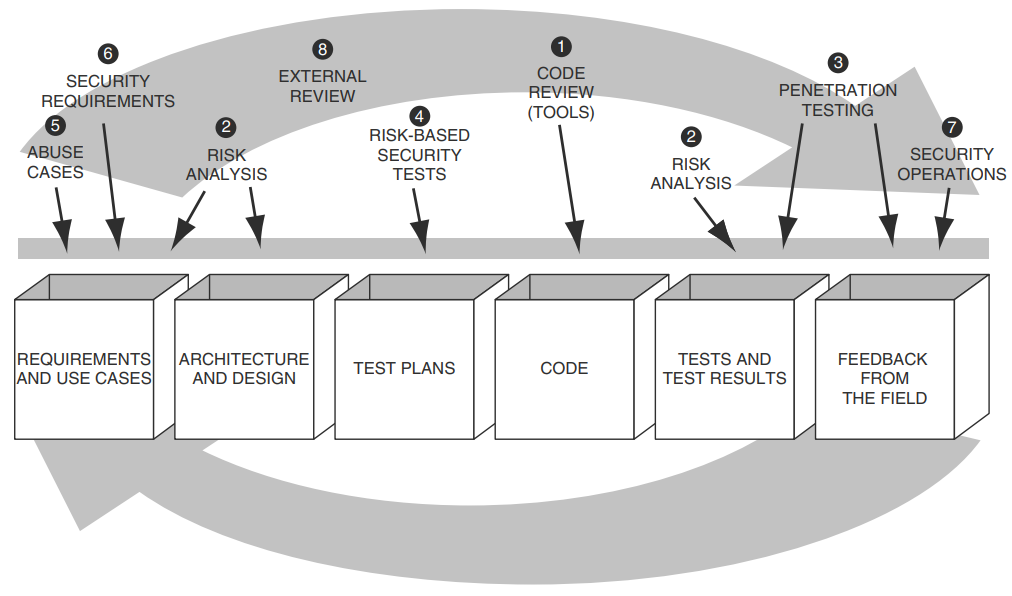 6
SECURITY
REQUIREMENTS
5
ABUSE
CASES
2
RISK
ANALYSIS
8
EXTERNAL
REVIEW
4
RISK-BASED
SECURITY
TESTS
1
CODE
REVIEW
(TOOLS)
2
RISK
ANALYSIS
3
PENETRATION
TESTING
7
SECURITY
OPERATIONS
REQUIREMENTS
AND USE CASES
ARCHITECTURE
AND DESIGN
TEST PLANS
CODE
TESTS AND
TEST RESULTS
FEEDBACK
FROM
THE FIELD